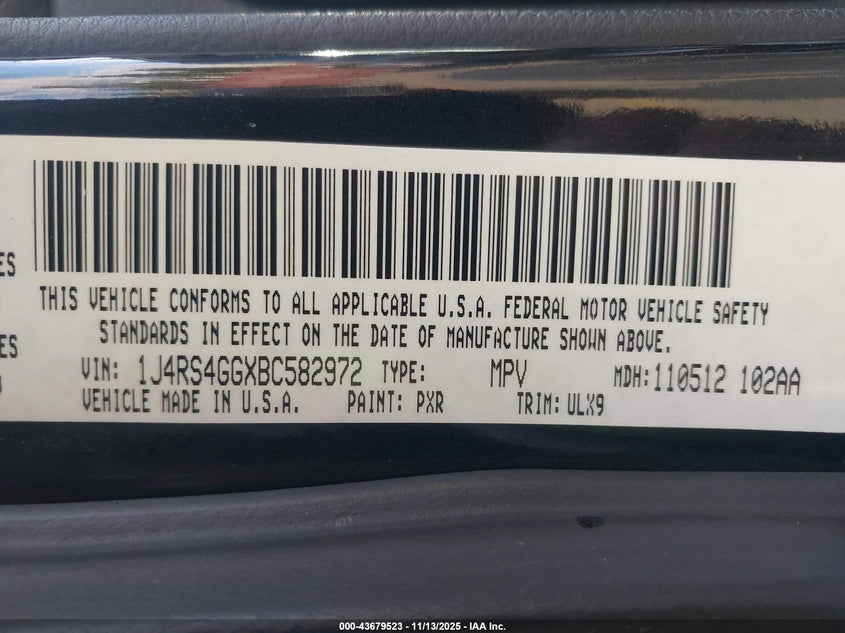 ES
THIS VEHICLE CONFORMS TO ALL APPLICABLE U.S.A. FEDERAL MOTOR VEHICLE SAFETY
STANDARDS IN EFFECT ON THE DATE OF MANUFACTURE SHOWN ABOVE.
ES
VIN: 1J4RS4GGXBC582972 TYPE: MPV MDH:110512 102AA
VEHICLE MADE IN U.S.A. PAINT: PXR TRIM: ULX9
000-43679523 - 11/13/2025 - IAA Inc.